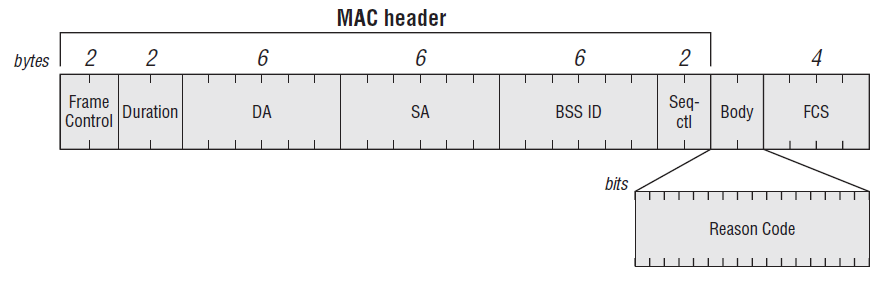 MAC header
bytes 2 2 6 6 6 2 4
Frame Control Duration DA SA BSS ID Seq-ctl Body FCS
bits
Reason Code